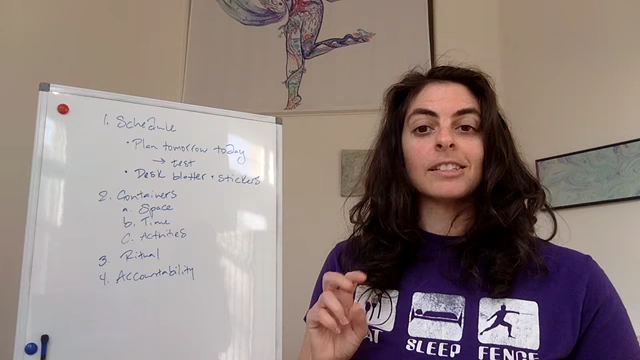 1. Schedule
• Plan tomorrow today
→ test
• Desk blotter • stickers
2. Containers
a. Space
b. Time
c. Activities
3. Ritual
4. Accountability
AT SLEEP FENCE